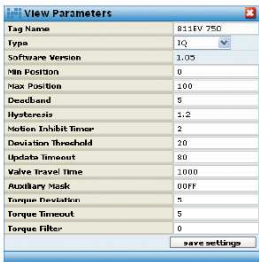 View Parameters
Tag Name 811EV 750
Type IQ
Software Version 1.05
Min Position 0
Max Position 100
Deadband 5
Hysteresis 1.2
Motion Inhibit Timer 2
Deviation Threshold 20
Update Timeout 80
Valve Travel Time 1000
Auxiliary Mask 00FF
Torque Deviation 5
Torque Timeout 5
Torque Filter 0
save settings